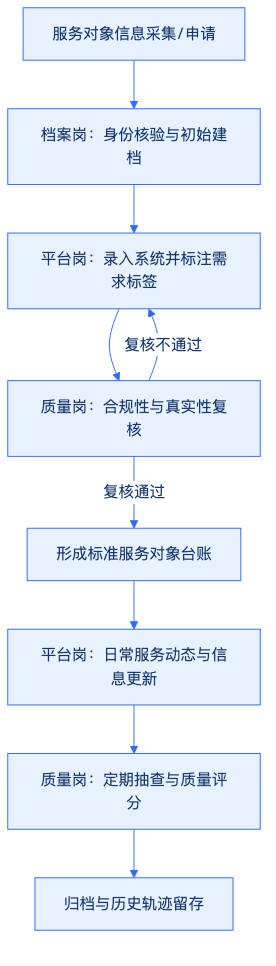 服务对象信息采集/申请
档案岗：身份核验与初始建
档
平台岗：录入系统并标注需
求标签
复核不通过
质量岗：合规性与真实性复
核
复核通过
形成标准服务对象台账
平台岗：日常服务动态与信
息更新
质量岗：定期抽查与质量评
分
归档与历史轨迹留存